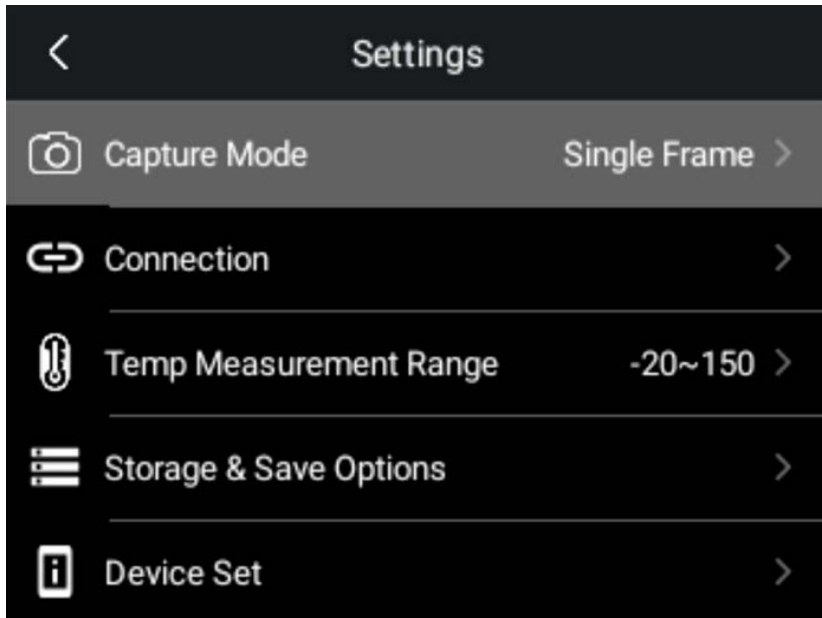 Settings
Capture Mode Single Frame
Connection
Temp Measurement Range -20~150
Storage & Save Options
Device Set